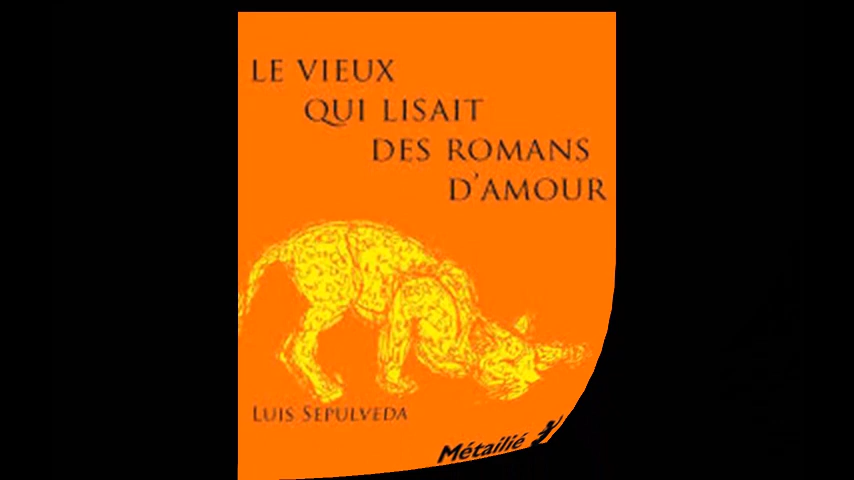 LE VIEUX
QUI LISAIT
DES ROMANS
D'AMOUR
LUIS SEPULVEDA
Métailié